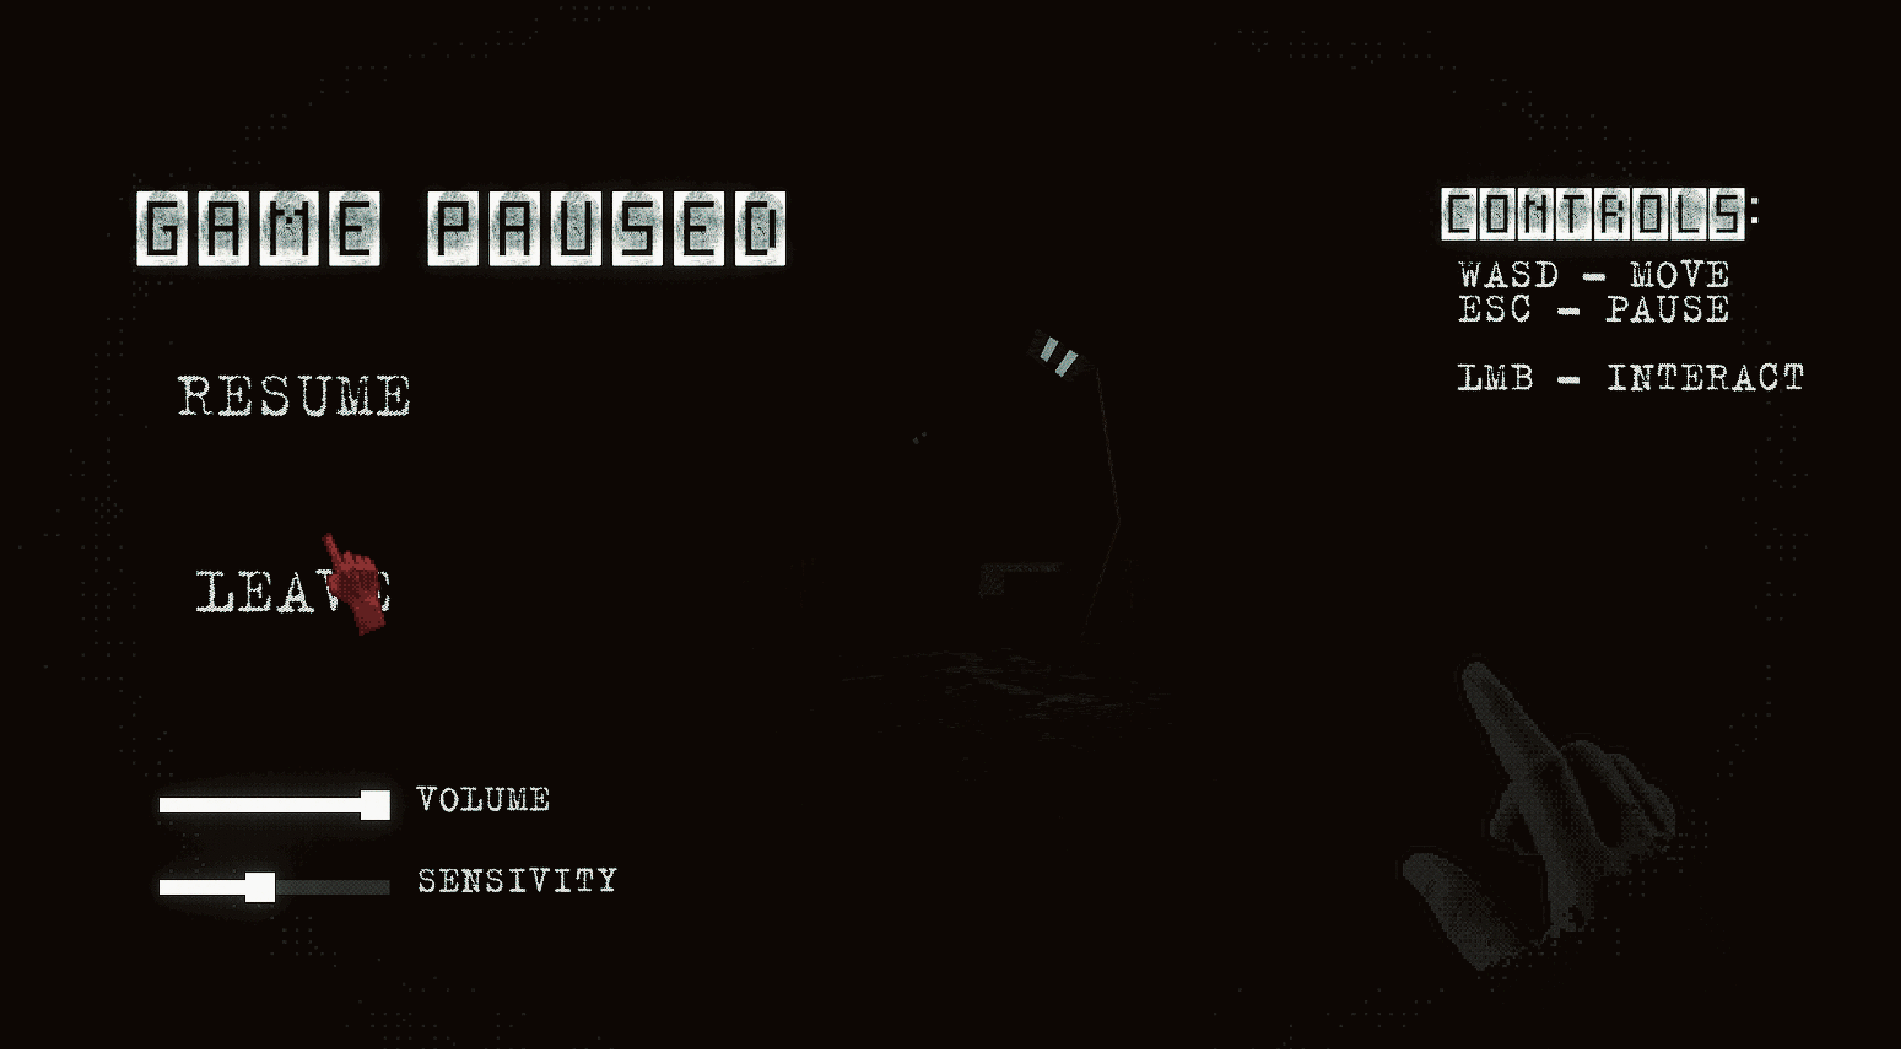 GAME PAUSED
RESUME
LEAVE
VOLUME
SENSIVITY
CONTROLS:
WASD - MOVE
ESC - PAUSE
LMB - INTERACT